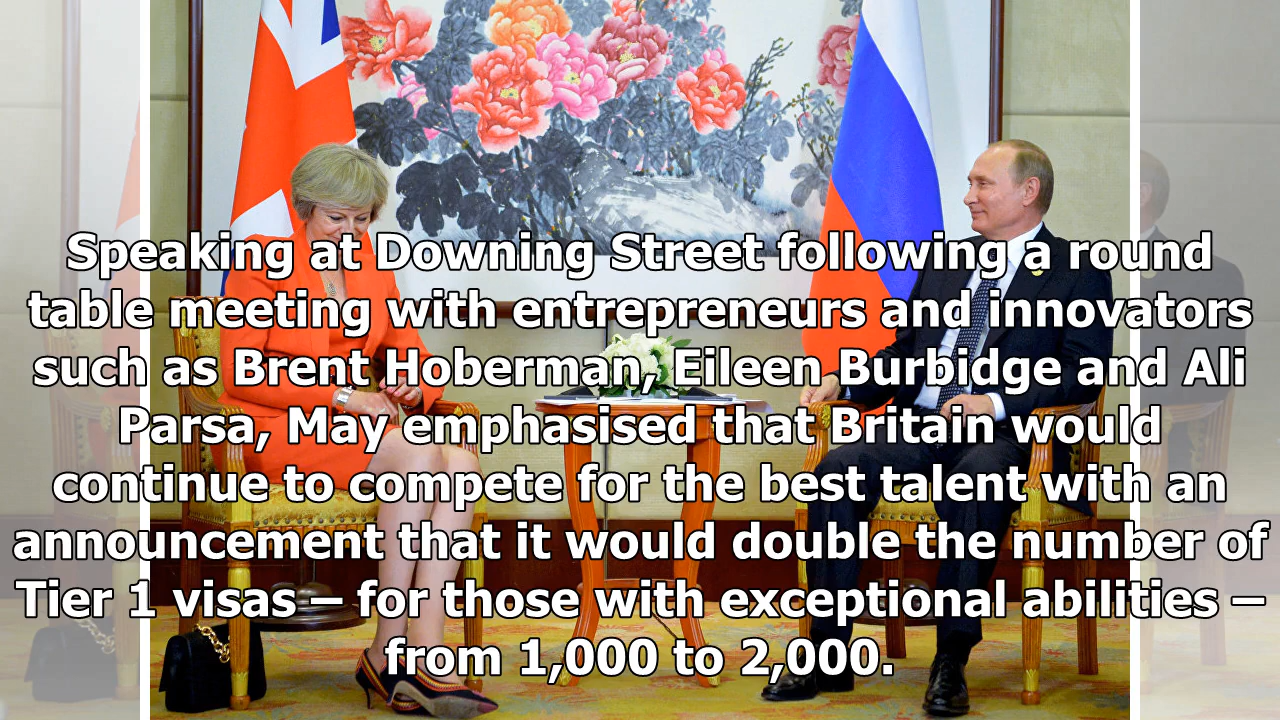 Speaking at Downing Street following a round
table meeting with entrepreneurs and innovators
such as Brent Hoberman, Eileen Burbidge and Ali
Parsa, May emphasised that Britain would
continue to compete for the best talent with an
announcement that it would double the number of
Tier 1 visas – for those with exceptional abilities –
from 1,000 to 2,000.